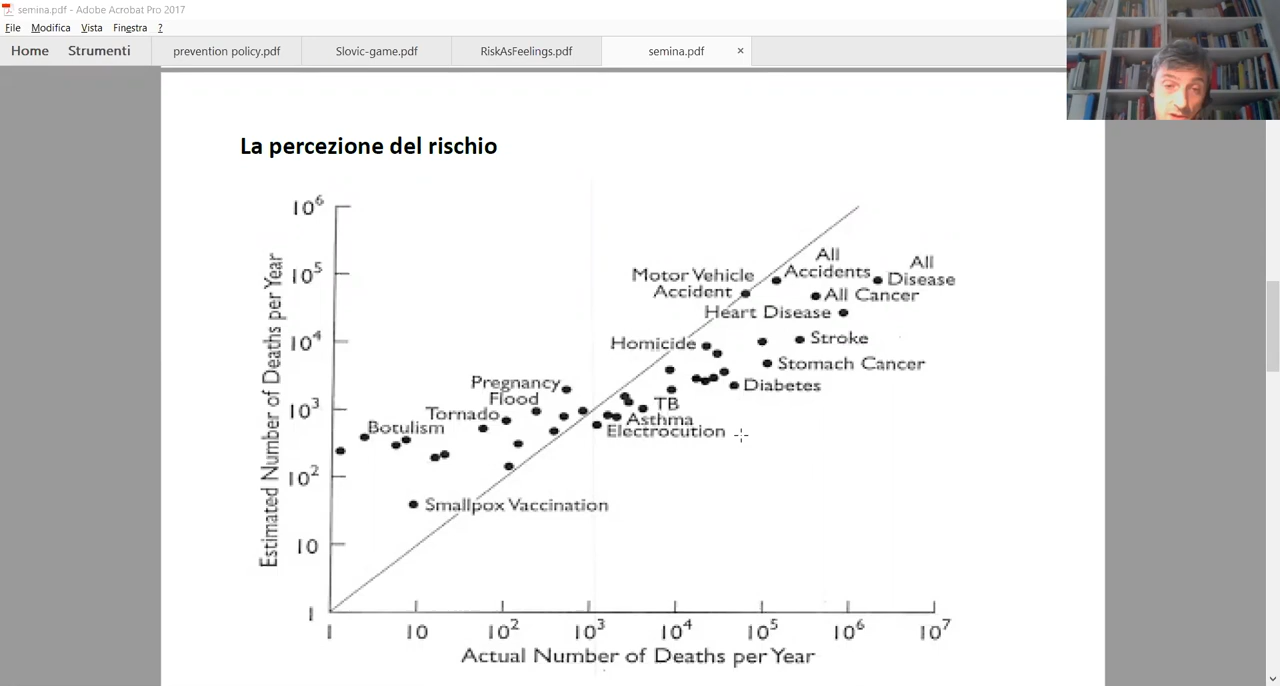 semina.pdf - Adobe Acrobat Pro 2017
File Modifica Vista Finestra ?
Home Strumenti prevention policy.pdf Slovic-game.pdf RiskAsFeelings.pdf semina.pdf ×
La percezione del rischio
Estimated Number of Deaths per Year
10⁶
10⁵
10⁴
10³
10²
10
1
All
Accidents
All
Disease
Motor Vehicle
Accident
All Cancer
Heart Disease
Homicide
Stroke
Stomach Cancer
Diabetes
Pregnancy
Flood
Tornado
TB
Botulism
Asthma
Electrocution
Smallpox Vaccination
1 10 10² 10³ 10⁴ 10⁵ 10⁶ 10⁷
Actual Number of Deaths per Year